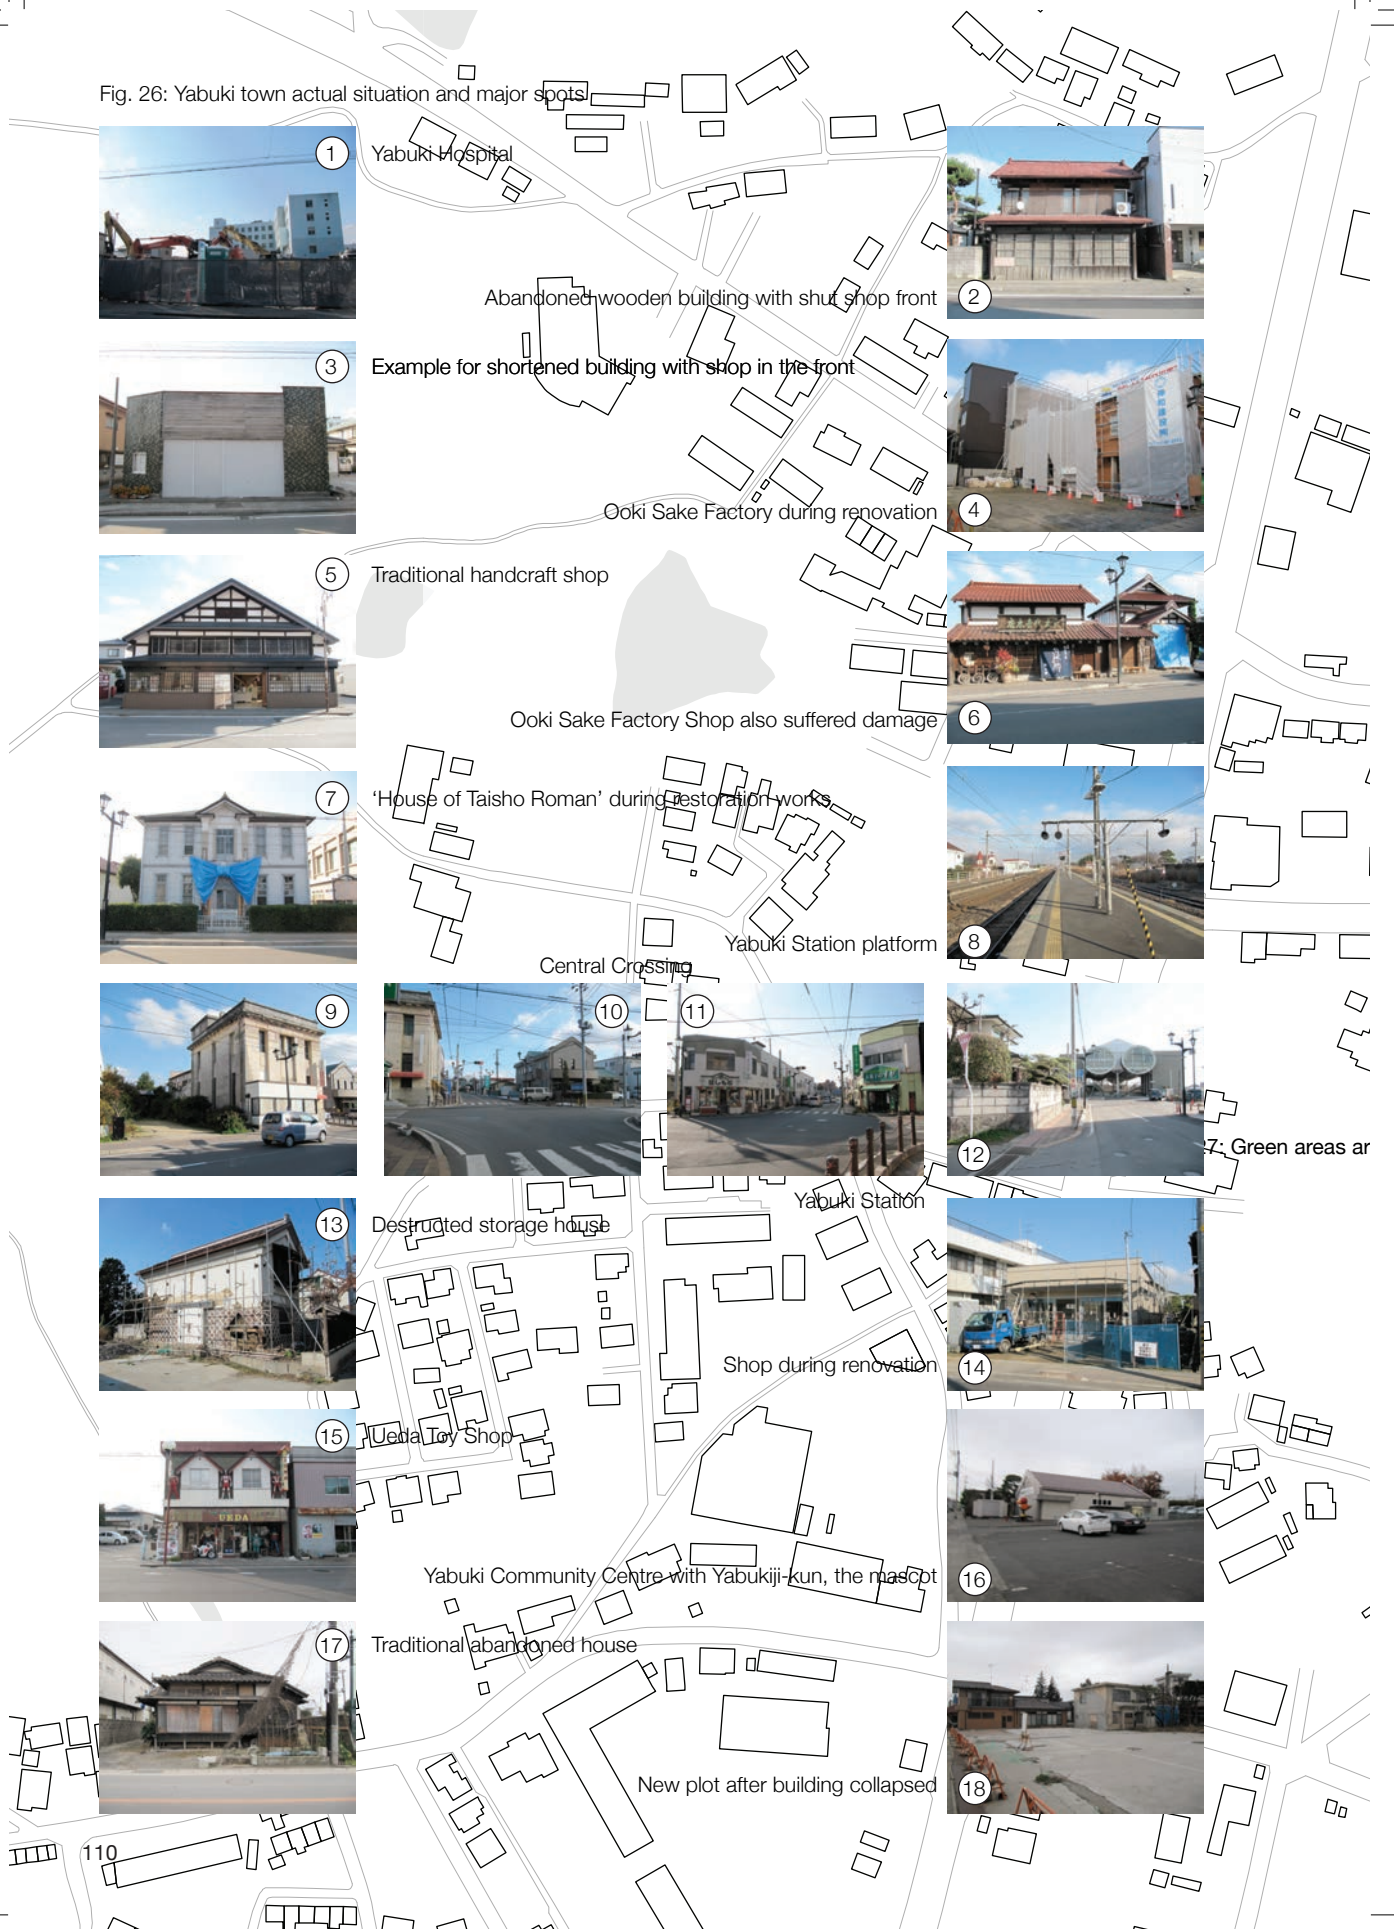 Fig. 26: Yabuki town actual situation and major spots
1 Yabuki Hospital
Abandoned wooden building with shut shop front 2
3 Example for shortened building with shop in the front
Ooki Sake Factory during renovation 4
5 Traditional handcraft shop
Ooki Sake Factory Shop also suffered damage 6
7 ‘House of Taisho Roman’ during restoration works
Yabuki Station platform 8
Central Crossing
9 10 11
12
27: Green areas ar
Yabuki Station
13 Destructed storage house
Shop during renovation 14
15 Ueda Toy Shop
UEDA
Yabuki Community Centre with Yabukiji-kun, the mascot 16
17 Traditional abandoned house
New plot after building collapsed 18
110